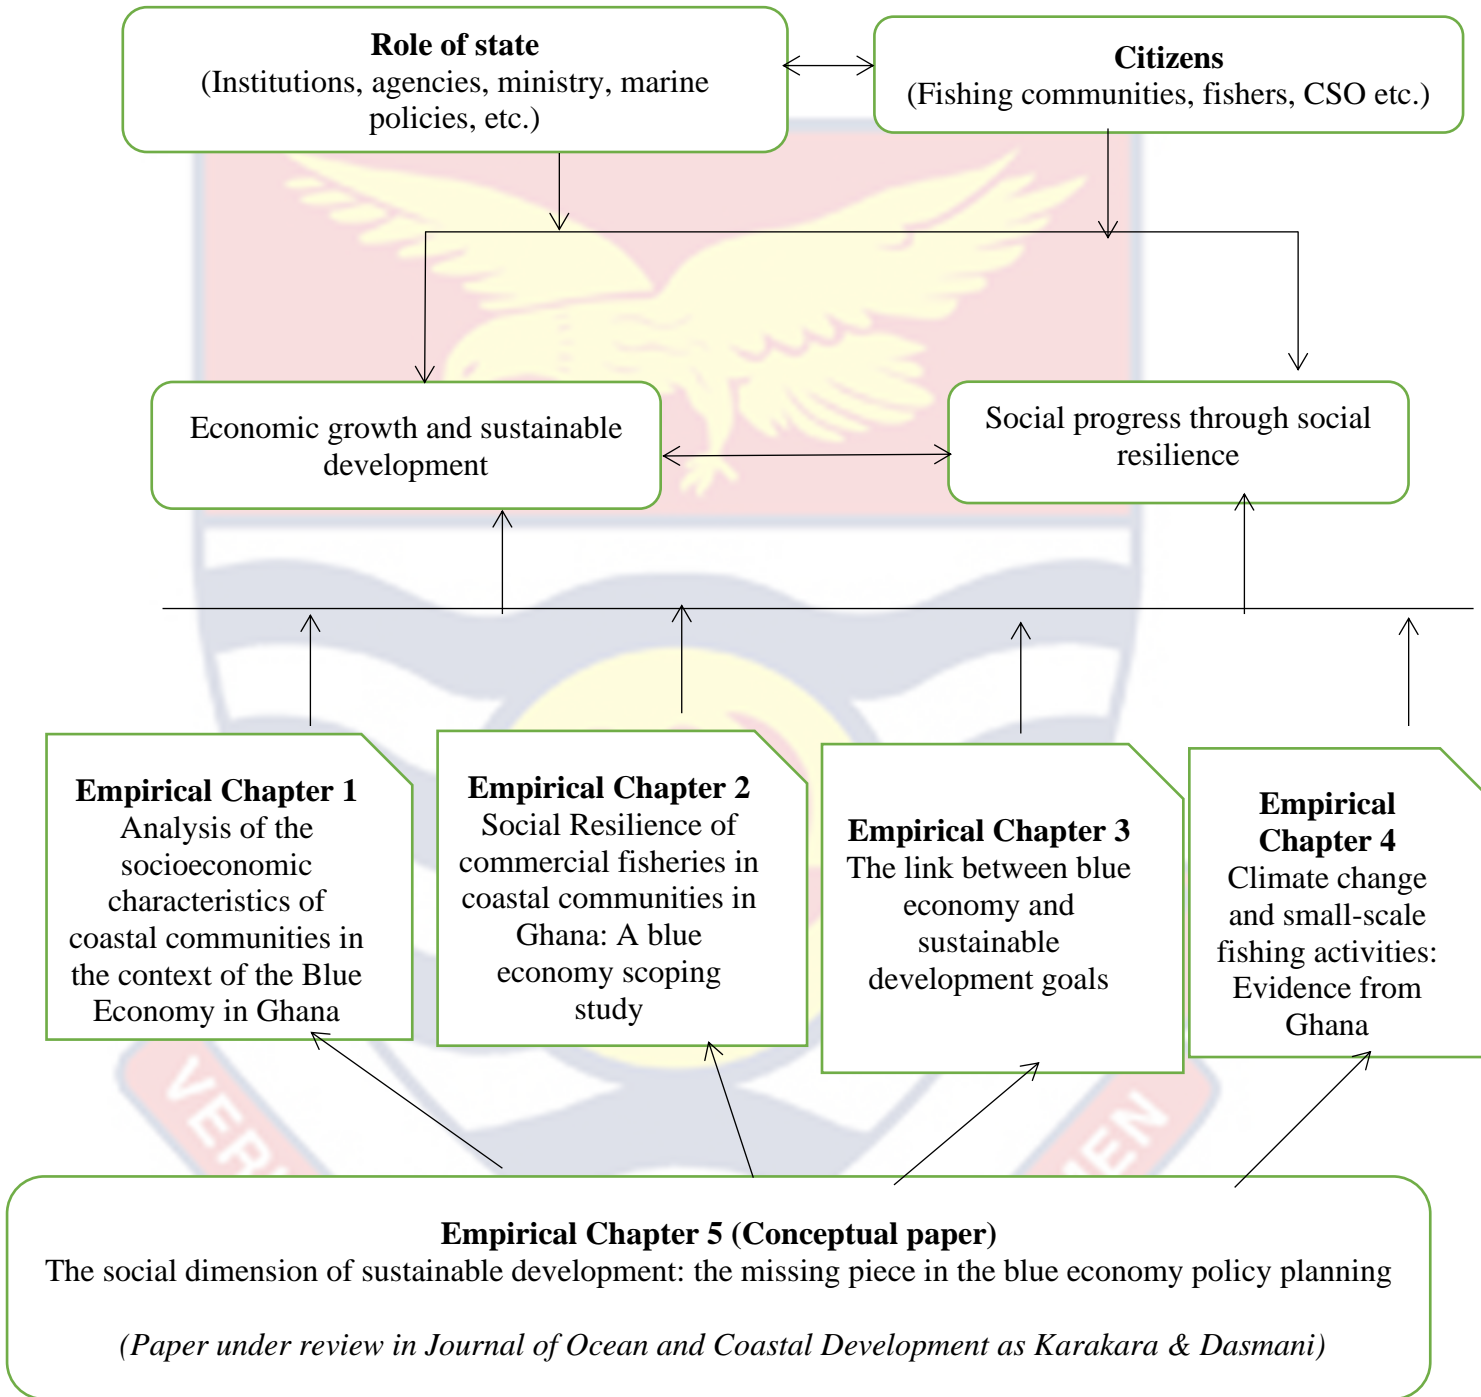 Role of state
(Institutions, agencies, ministry, marine
policies, etc.)
Citizens
(Fishing communities, fishers, CSO etc.)
Economic growth and sustainable
development
Social progress through social
resilience
Empirical Chapter 1
Analysis of the
socioeconomic
characteristics of
coastal communities in
the context of the Blue
Economy in Ghana
Empirical Chapter 2
Social Resilience of
commercial fisheries in
coastal communities in
Ghana: A blue
economy scoping
study
Empirical Chapter 3
The link between blue
economy and
sustainable
development goals
Empirical
Chapter 4
Climate change
and small-scale
fishing activities:
Evidence from
Ghana
VER
MEN
Empirical Chapter 5 (Conceptual paper)
The social dimension of sustainable development: the missing piece in the blue economy policy planning
(Paper under review in Journal of Ocean and Coastal Development as Karakara & Dasmani)